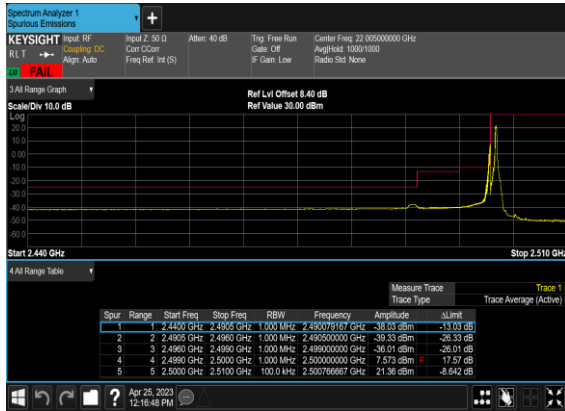 Spectrum Analyzer 1
Spurious Emissions
KEYSIGHT
RLT
LV FAIL
Input: RF
Coupling: DC
Align: Auto
Input Z: 50 Ω
Corr CCorr
Freq Ref: Int (S)
Atten: 40 dB
Trig: Free Run
Gate: Off
IF Gain: Low
Center Freq: 22.005000000 GHz
Avg|Hold: 1000/1000
Radio Std: None
3 All Range Graph
Scale/Div 10.0 dB
Ref Lvl Offset 8.40 dB
Ref Value 30.00 dBm
Log
20.0
10.0
0.00
-10.0
-20.0
-30.0
-40.0
-50.0
-60.0
Start 2.440 GHz
Stop 2.510 GHz
4 All Range Table
Measure Trace Trace 1
Trace Type Trace Average (Active)
Spur Range Start Freq Stop Freq RBW Frequency Amplitude ΔLimit
1 1 2.4400 GHz 2.4905 GHz 1.000 MHz 2.490079167 GHz -38.03 dBm -13.03 dB
2 2 2.4905 GHz 2.4960 GHz 1.000 MHz 2.490500000 GHz -39.33 dBm -26.33 dB
3 3 2.4960 GHz 2.4990 GHz 1.000 MHz 2.499000000 GHz -36.01 dBm -26.01 dB
4 4 2.4990 GHz 2.5000 GHz 1.000 MHz 2.500000000 GHz 7.573 dBm F 17.57 dB
5 5 2.5000 GHz 2.5100 GHz 100.0 kHz 2.500766667 GHz 21.36 dBm -8.642 dB
?
Apr 25, 2023
12:16:48 PM